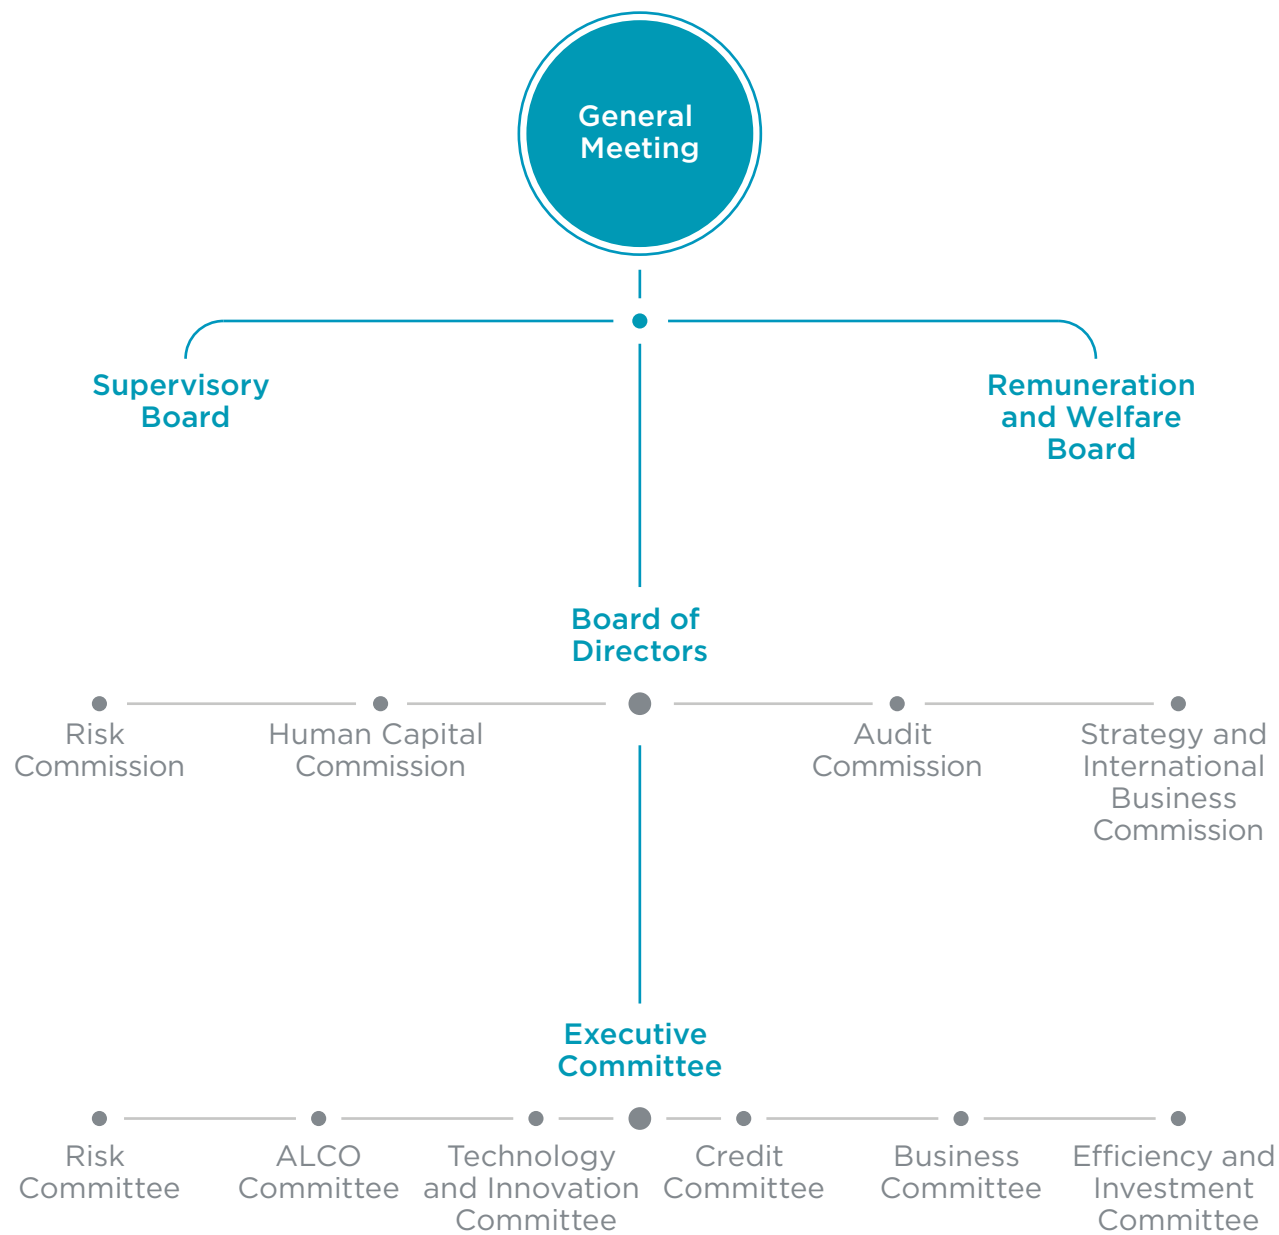 General
Meeting
Supervisory
Board
Remuneration
and Welfare
Board
Board of
Directors
Risk
Commission
Human Capital
Commission
Audit
Commission
Strategy and
International
Business
Commission
Executive
Committee
Risk
Committee
ALCO
Committee
Technology
and Innovation
Committee
Credit
Committee
Business
Committee
Efficiency and
Investment
Committee